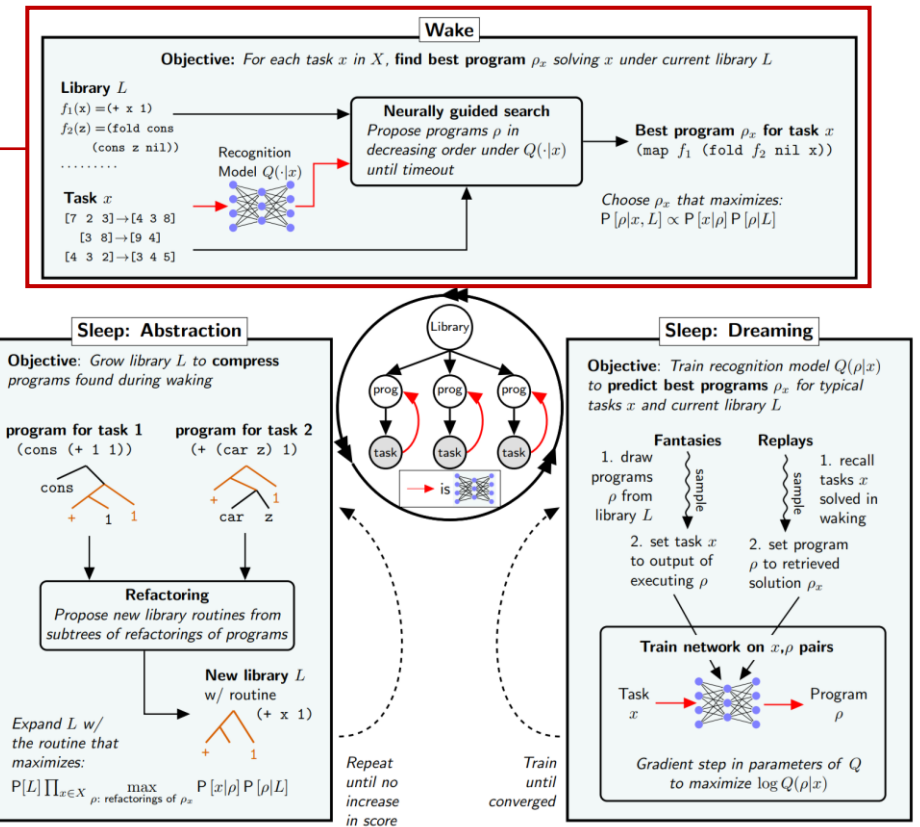 Wake
Objective: For each task x in X, find best program ρₓ solving x under current library L
Library L
f₁(x) =(+ x 1)
f₂(z) =(fold cons
(cons z nil))
.........
Task x
[7 2 3]→[4 3 8]
[3 8]→[9 4]
[4 3 2]→[3 4 5]
Recognition
Model Q(·|x)
Neurally guided search
Propose programs ρ in
decreasing order under Q(·|x)
until timeout
Best program ρₓ for task x
(map f₁ (fold f₂ nil x))
Choose ρₓ that maximizes:
P[ρ|x, L] ∝ P[x|ρ] P[ρ|L]
Library
prog
prog
prog
task
task
task
→ is
Sleep: Abstraction
Objective: Grow library L to compress
programs found during waking
program for task 1
(cons (+ 1 1))
cons
+
1
1
program for task 2
(+ (car z) 1)
+
1
car
z
Refactoring
Propose new library routines from
subtrees of refactorings of programs
New library L
w/ routine
(+ x 1)
+
1
Expand L w/
the routine that
maximizes:
P[L] ∏ₓ∈X max P[x|ρ] P[ρ|L]
ρ: refactorings of ρₓ
Repeat
until no
increase
in score
Train
until
converged
Sleep: Dreaming
Objective: Train recognition model Q(ρ|x)
to predict best programs ρₓ for typical
tasks x and current library L
Fantasies
1. draw
programs
ρ from
library L
sample
2. set task x
to output of
executing ρ
Replays
sample
1. recall
tasks x
solved in
waking
2. set program
ρ to retrieved
solution ρₓ
Train network on x,ρ pairs
Task
x
Program
ρ
Gradient step in parameters of Q
to maximize log Q(ρ|x)